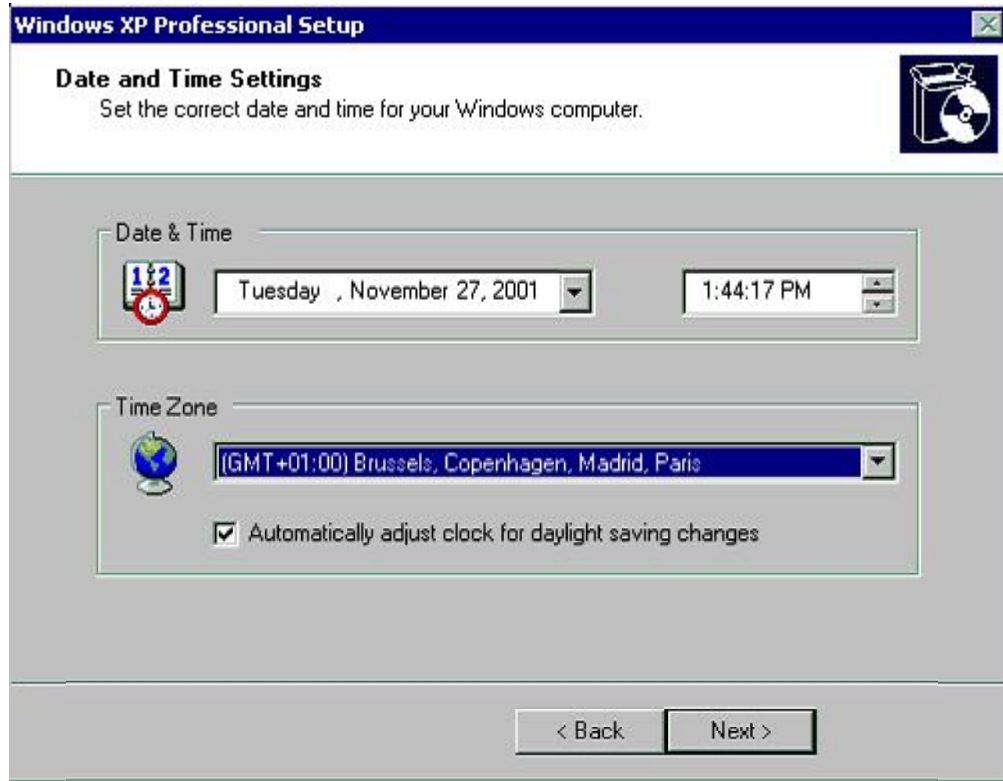 Windows XP Professional Setup
Date and Time Settings
Set the correct date and time for your Windows computer.
Date & Time
12
Tuesday , November 27, 2001
1:44:17 PM
Time Zone
(GMT+01:00) Brussels, Copenhagen, Madrid, Paris
Automatically adjust clock for daylight saving changes
< Back
Next >